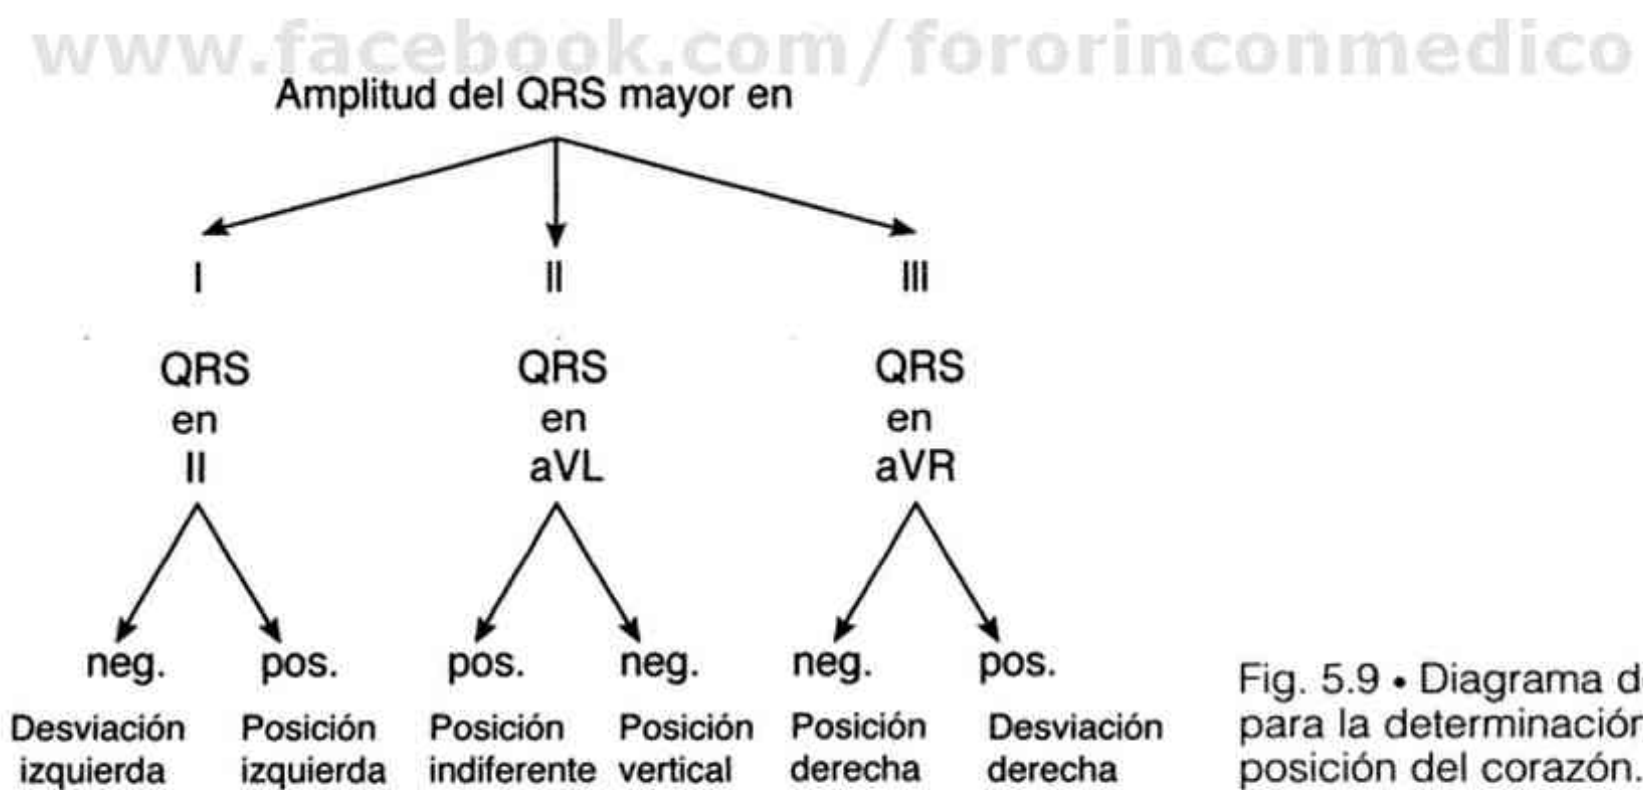 www.facebook.com/fororinconmedico
Amplitud del QRS mayor en
I II III
QRS QRS QRS
en en en
II aVL aVR
neg. pos. pos. neg. neg. pos.
Desviación Posición Posición Posición Posición Desviación
izquierda izquierda indiferente vertical derecha derecha
Fig. 5.9 • Diagrama d
para la determinación
posición del corazón.